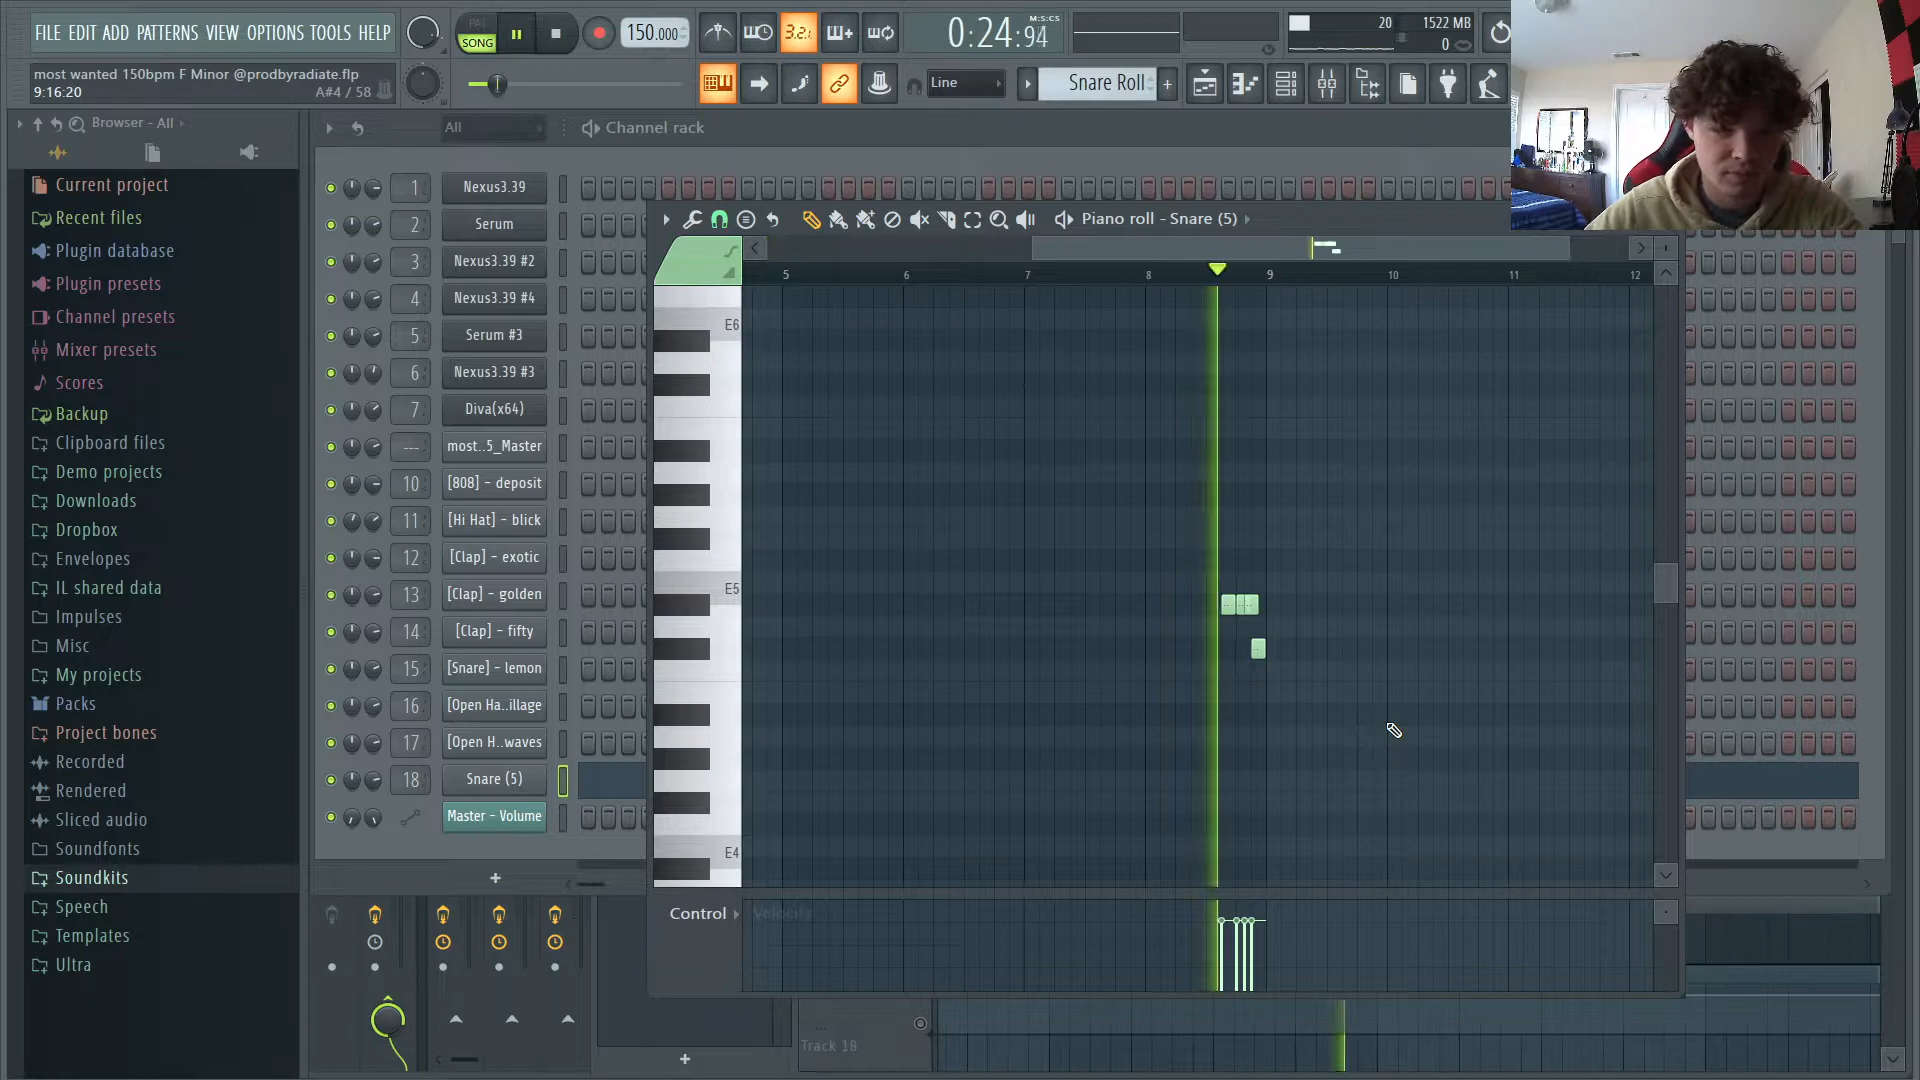 FILE EDIT ADD PATTERNS VIEW OPTIONS TOOLS HELP
PAT
SONG
150.000
3.2.
0:24:94
M:S:CS
20
1522 MB
0
most wanted 150bpm F Minor @prodbyradiate.flp
9:16:20
A#4 / 58
Line
Snare Roll
Browser - All
All
Channel rack
Current project
Recent files
Plugin database
Plugin presets
Channel presets
Mixer presets
Scores
Backup
Clipboard files
Demo projects
Downloads
Dropbox
Envelopes
IL shared data
Impulses
Misc
My projects
Packs
Project bones
Recorded
Rendered
Sliced audio
Soundfonts
Soundkits
Speech
Templates
Ultra
1 Nexus3.39
2 Serum
3 Nexus3.39 #2
4 Nexus3.39 #4
5 Serum #3
6 Nexus3.39 #3
7 Diva(x64)
--- most..5_Master
10 [808] - deposit
11 [Hi Hat] - blick
12 [Clap] - exotic
13 [Clap] - golden
14 [Clap] - fifty
15 [Snare] - lemon
16 [Open Ha..illage
17 [Open H..waves
18 Snare (5)
Master - Volume
Piano roll - Snare (5)
5 6 7 8 9 10 11 12
E6
E5
E4
Control
Velocity
Track 18